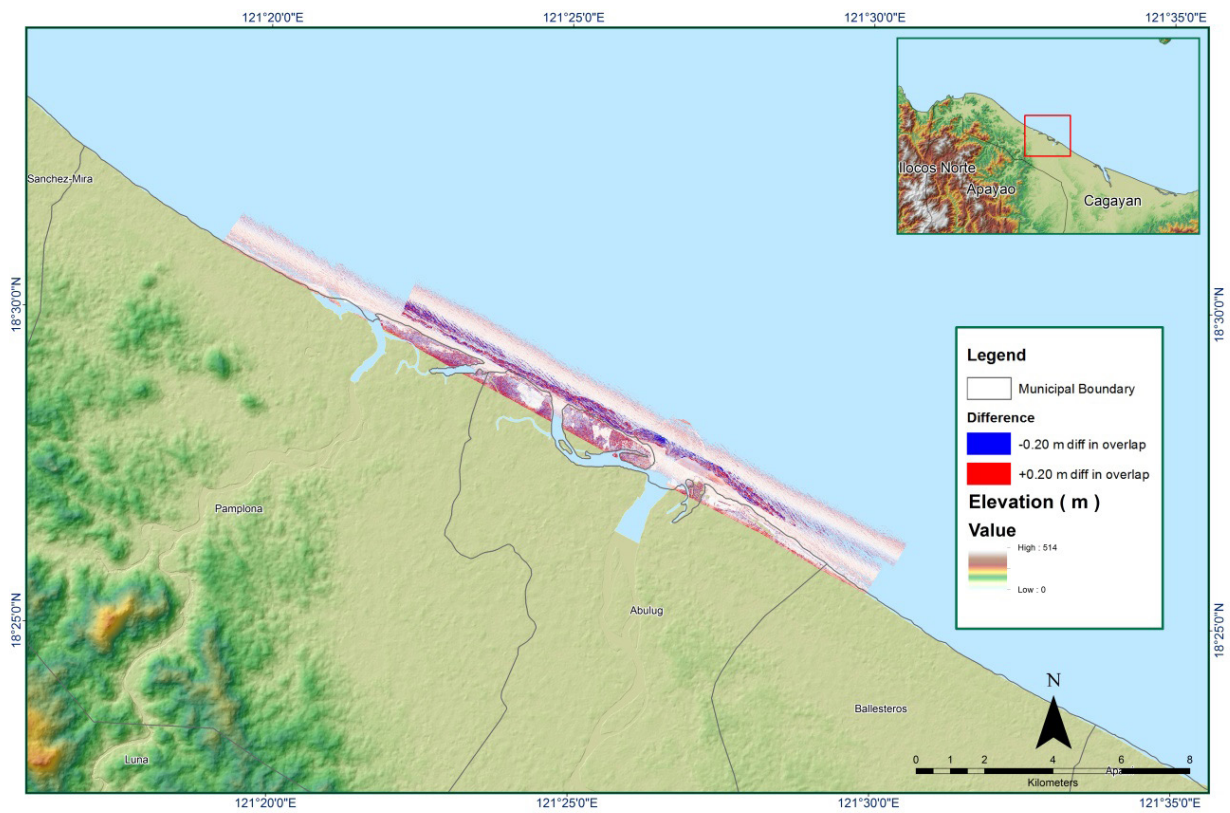 121°20'0"E
121°25'0"E
121°30'0"E
121°35'0"E
Ilocos Norte
Apayao
Cagayan
Sanchez-Mira
18°30'0"N
18°30'0"N
Legend
Municipal Boundary
Difference
-0.20 m diff in overlap
+0.20 m diff in overlap
Elevation ( m )
Value
High : 514
Low : 0
Pamplona
Abulug
18°25'0"N
18°25'0"N
N
Ballesteros
Luna
0 1 2 4 6 8
Apa
Kilometers
121°20'0"E
121°25'0"E
121°30'0"E
121°35'0"E